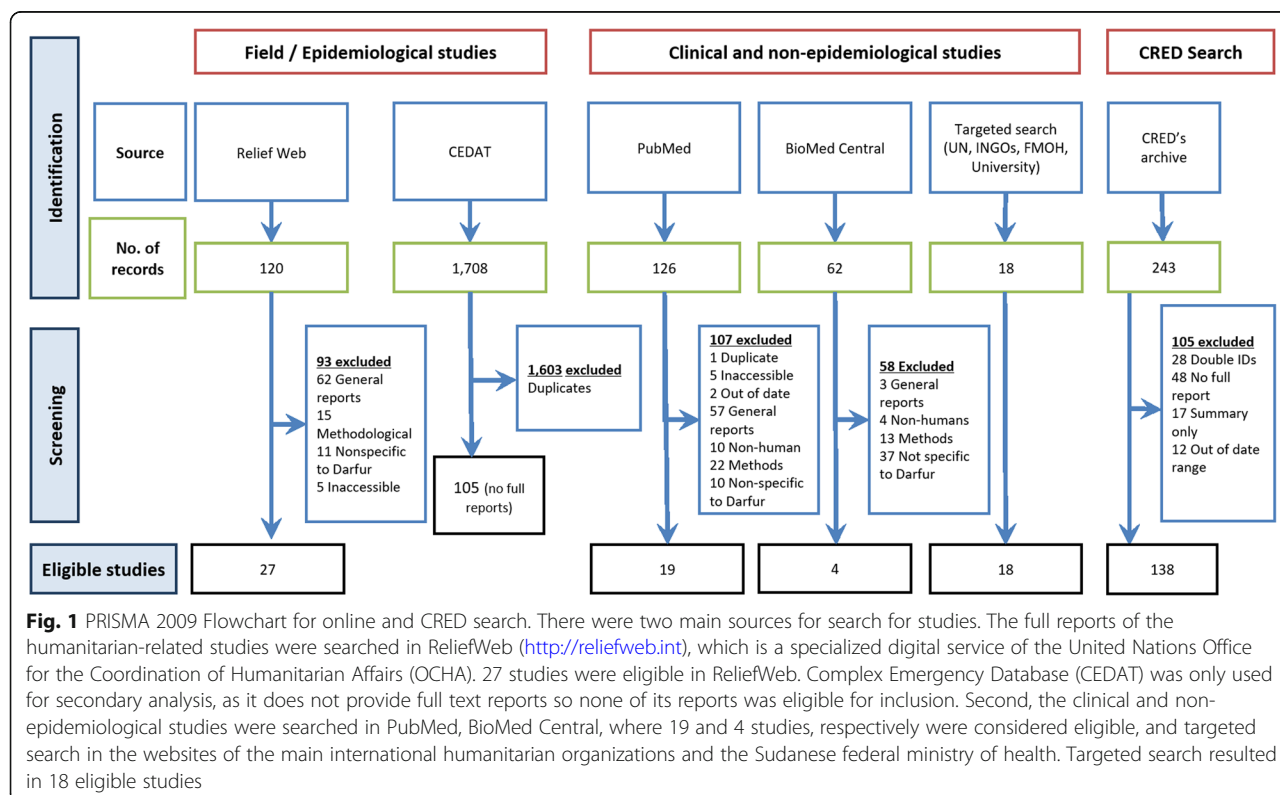 Field / Epidemiological studies
Clinical and non-epidemiological studies
CRED Search
Identification
Source
Relief Web
CEDAT
PubMed
BioMed Central
Targeted search
(UN, INGOs, FMOH,
University)
CRED's
archive
No. of
records
120
1,708
126
62
18
243
Screening
93 excluded
62 General
reports
15
Methodological
11 Nonspecific
to Darfur
5 Inaccessible
1,603 excluded
Duplicates
105 (no full
reports)
107 excluded
1 Duplicate
5 Inaccessible
2 Out of date
57 General
reports
10 Non-human
22 Methods
10 Non-specific
to Darfur
58 Excluded
3 General
reports
4 Non-humans
13 Methods
37 Not specific
to Darfur
105 excluded
28 Double IDs
48 No full
report
17 Summary
only
12 Out of date
range
Eligible studies
27
19
4
18
138
Fig. 1 PRISMA 2009 Flowchart for online and CRED search. There were two main sources for search for studies. The full reports of the
humanitarian-related studies were searched in ReliefWeb (http://reliefweb.int), which is a specialized digital service of the United Nations Office
for the Coordination of Humanitarian Affairs (OCHA). 27 studies were eligible in ReliefWeb. Complex Emergency Database (CEDAT) was only used
for secondary analysis, as it does not provide full text reports so none of its reports was eligible for inclusion. Second, the clinical and non-
epidemiological studies were searched in PubMed, BioMed Central, where 19 and 4 studies, respectively were considered eligible, and targeted
search in the websites of the main international humanitarian organizations and the Sudanese federal ministry of health. Targeted search resulted
in 18 eligible studies